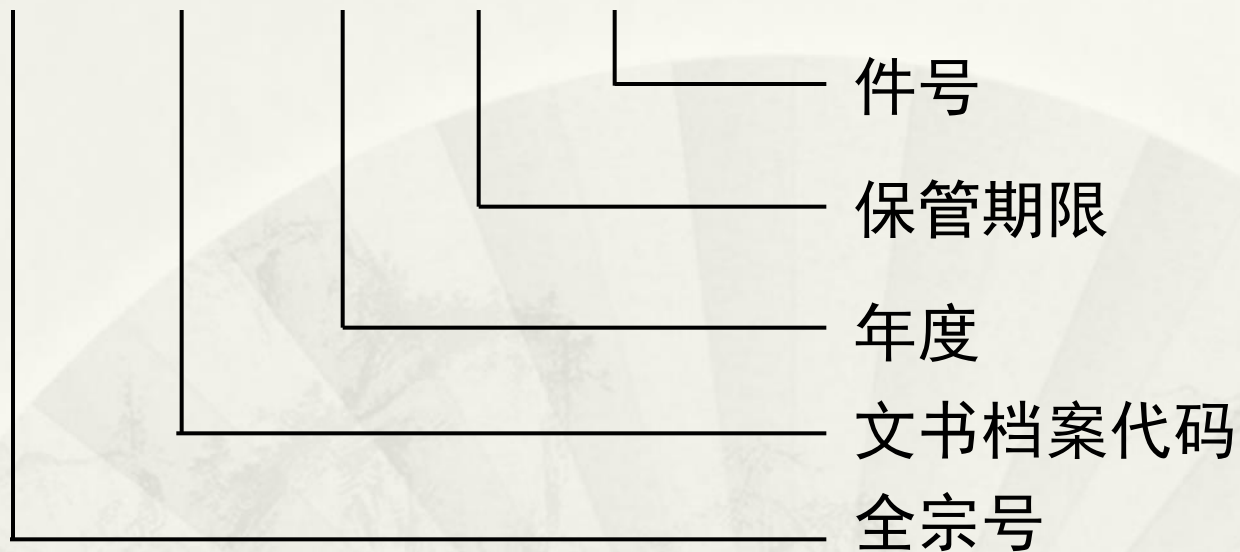 件号
保管期限
年度
文书档案代码
全宗号